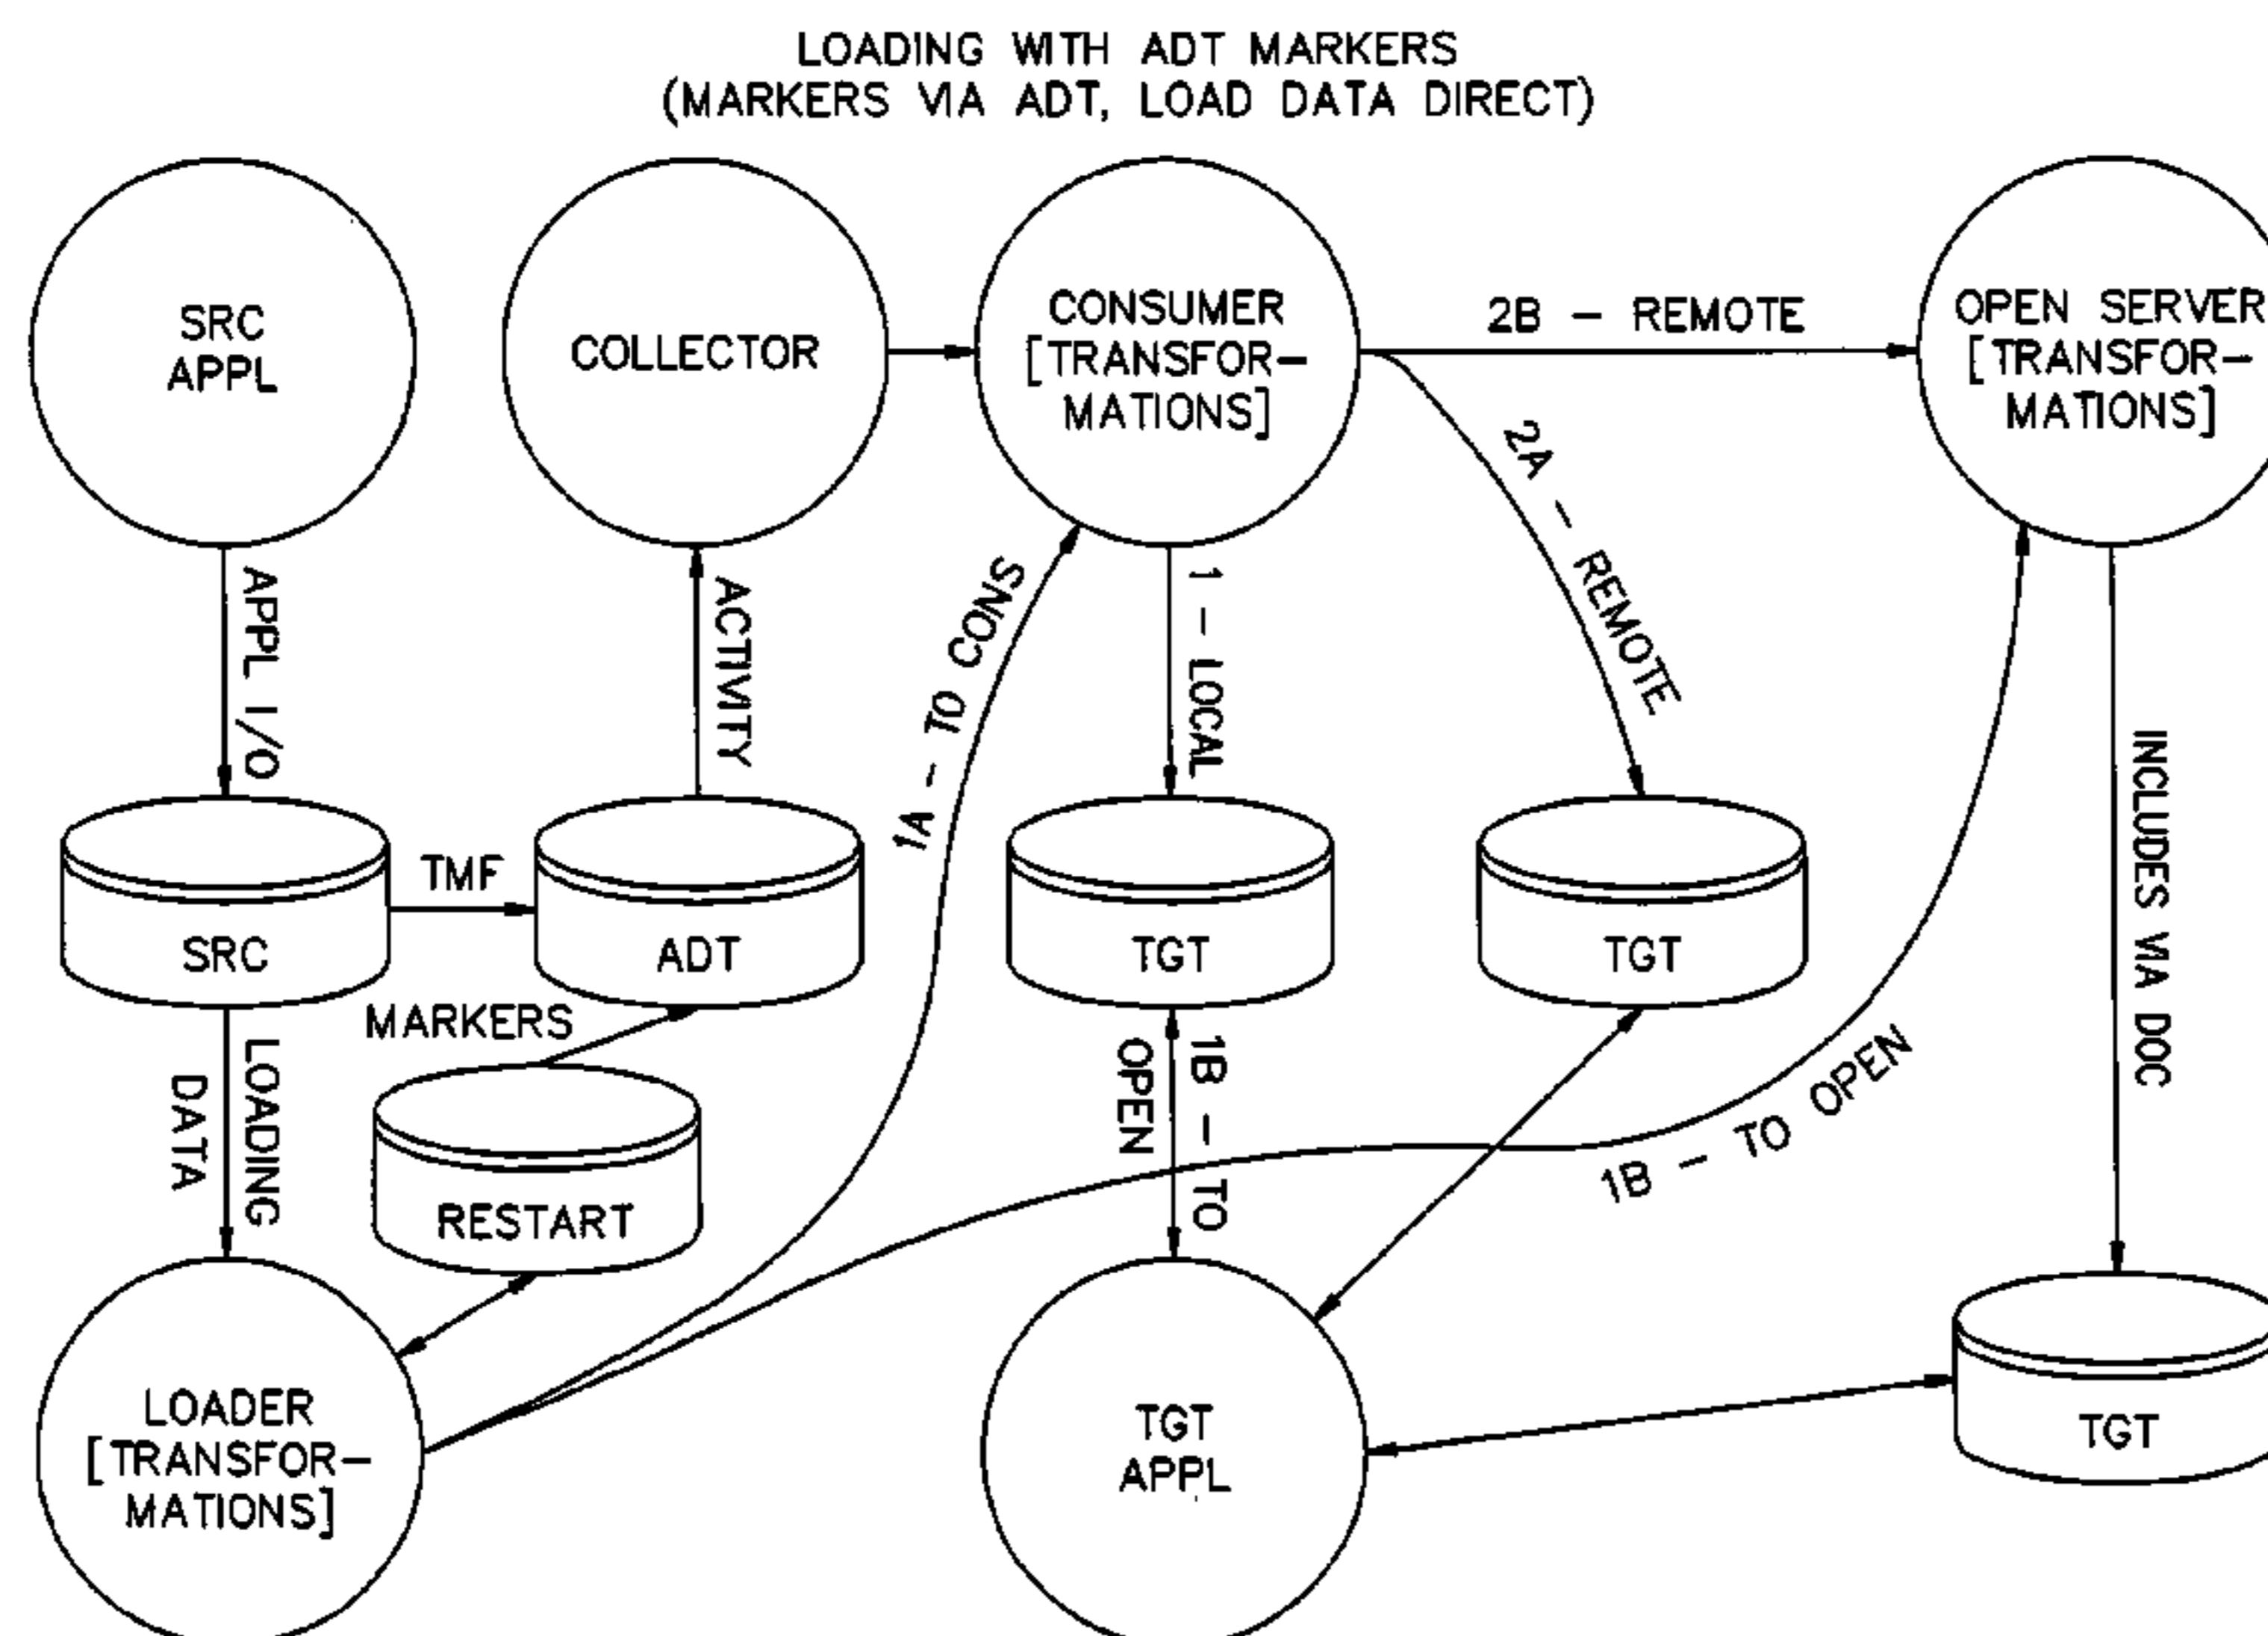 LOADING WITH ADT MARKERS
(MARKERS VIA ADT, LOAD DATA DIRECT)
SRC
APPL
COLLECTOR
CONSUMER
[TRANSFOR-
MATIONS]
2B - REMOTE
OPEN SERVER
[TRANSFOR-
MATIONS]
2A - REMOTE
APPL I/O
ACTIVITY
1A - TO CONS
1 - LOCAL
INCLUDES VIA DOC
SRC
TMF
ADT
TGT
TGT
MARKERS
LOADING
DATA
RESTART
1B - TO
OPEN
1B - TO OPEN
LOADER
[TRANSFOR-
MATIONS]
TGT
APPL
TGT